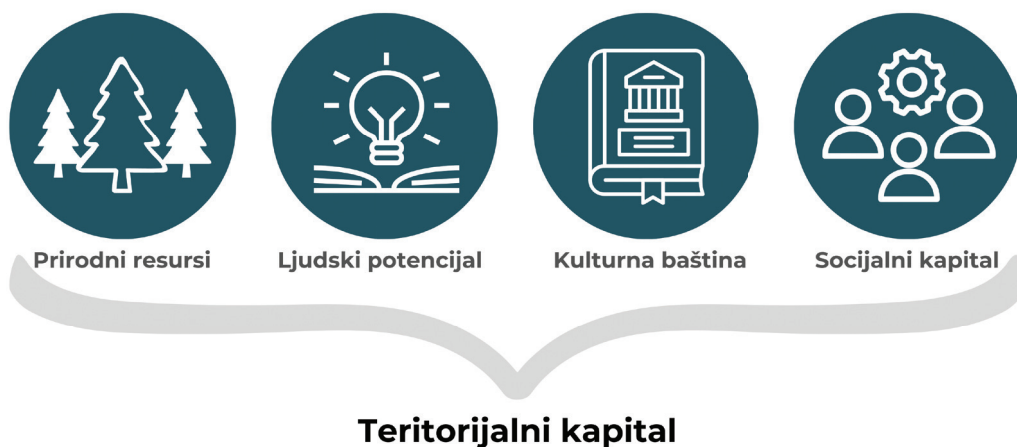 Prirodni resursi
Ljudski potencijal
Kulturna baština
Socijalni kapital
Teritorijalni kapital